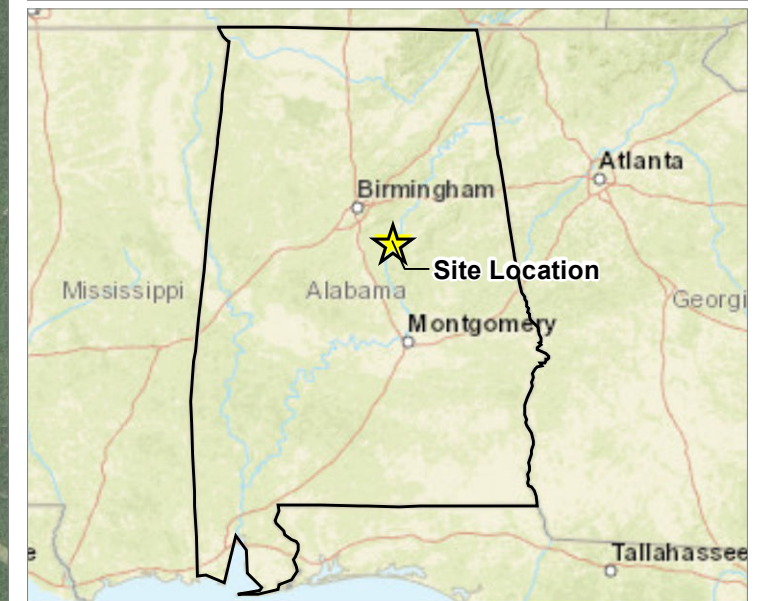 Atlanta
Birmingham
Site Location
Mississippi
Alabama
Georgi
Montgomery
Tallahassee
e